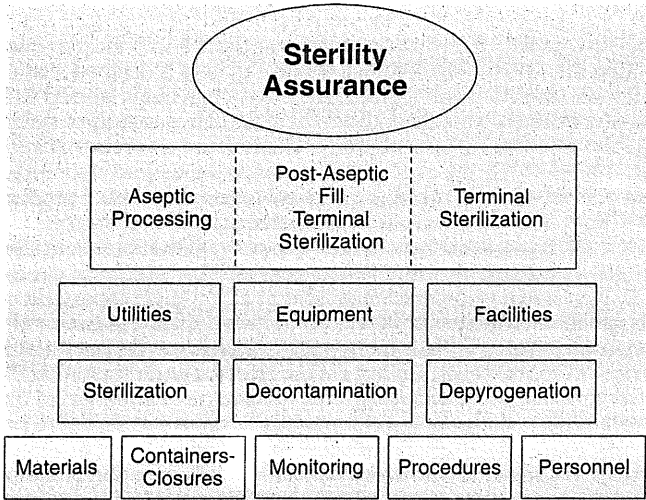 Sterility
Assurance
Aseptic
Processing
Post-Aseptic
Fill
Terminal
Sterilization
Terminal
Sterilization
Utilities
Equipment
Facilities
Sterilization
Decontamination
Depyrogenation
Materials
Containers-
Closures
Monitoring
Procedures
Personnel